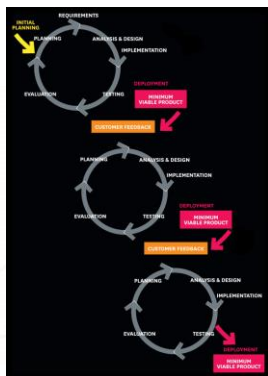 REQUIREMENTS
INITIAL
PLANNING
PLANNING
ANALYSIS & DESIGN
IMPLEMENTATION
DEPLOYMENT
MINIMUM
VIABLE PRODUCT
EVALUATION
TESTING
CUSTOMER FEEDBACK
PLANNING
ANALYSIS & DESIGN
IMPLEMENTATION
DEPLOYMENT
MINIMUM
VIABLE PRODUCT
EVALUATION
TESTING
CUSTOMER FEEDBACK
PLANNING
ANALYSIS & DESIGN
IMPLEMENTATION
EVALUATION
TESTING
DEPLOYMENT
MINIMUM
VIABLE PRODUCT